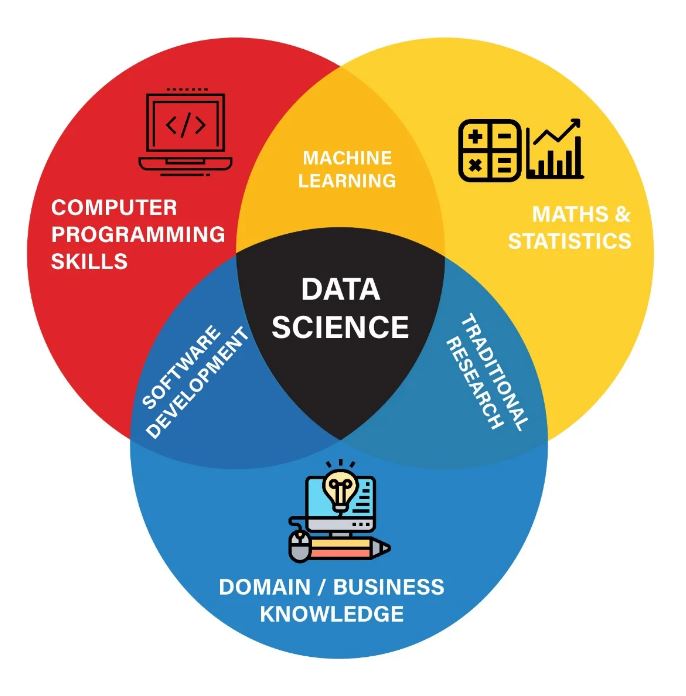 MACHINE
LEARNING
COMPUTER
PROGRAMMING
SKILLS
MATHS &
STATISTICS
DATA
SCIENCE
SOFTWARE
DEVELOPMENT
TRADITIONAL
RESEARCH
DOMAIN / BUSINESS
KNOWLEDGE